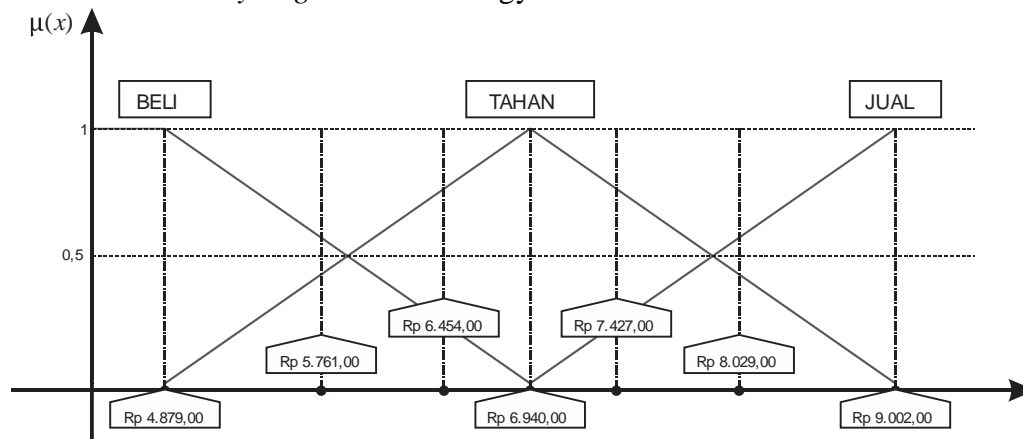 μ(x)
BELI
TAHAN
JUAL
1
0,5
Rp 6.454,00
Rp 7.427,00
Rp 5.761,00
Rp 8.029,00
Rp 4.879,00
Rp 6.940,00
Rp 9.002,00